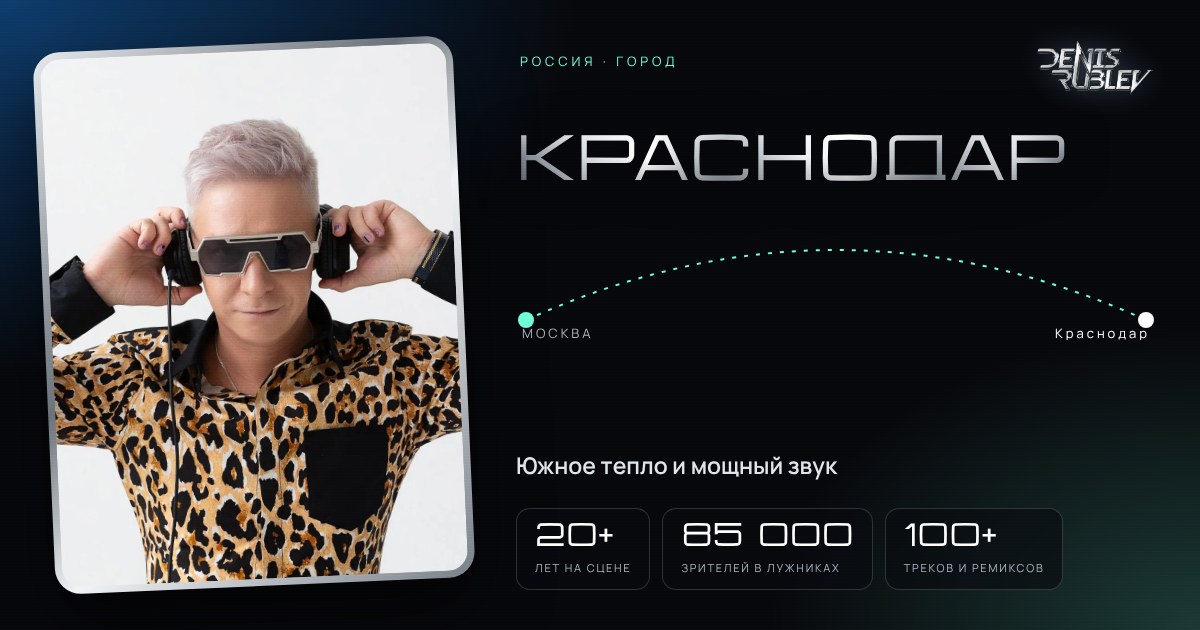 РОССИЯ · ГОРОД
DENIS
RUBLEV
КРАСНОДАР
МОСКВА
Краснодар
Южное тепло и мощный звук
20+
ЛЕТ НА СЦЕНЕ
85 000
ЗРИТЕЛЕЙ В ЛУЖНИКАХ
100+
ТРЕКОВ И РЕМИКСОВ